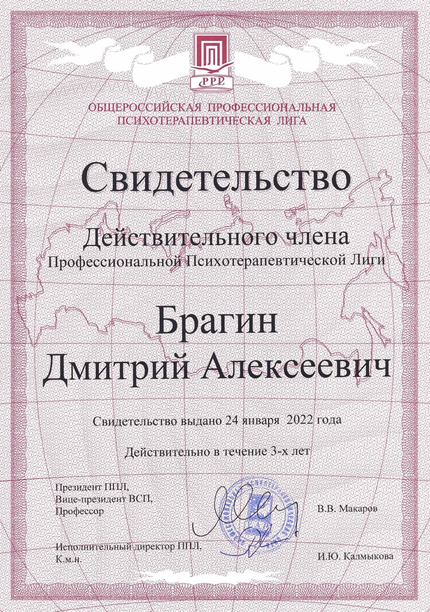 PPP
ОБЩЕРОССИЙСКАЯ ПРОФЕССИОНАЛЬНАЯ
ПСИХОТЕРАПЕВТИЧЕСКАЯ ЛИГА
Свидетельство
Действительного члена
Профессиональной Психотерапевтической Лиги
Брагин
Дмитрий Алексеевич
Свидетельство выдано 24 января 2022 года
Действительно в течение 3-х лет
Президент ППЛ,
Вице-президент ВСП,
Профессор
В.В. Макаров
Исполнительный директор ППЛ,
К.м.н.
И.Ю. Калмыкова